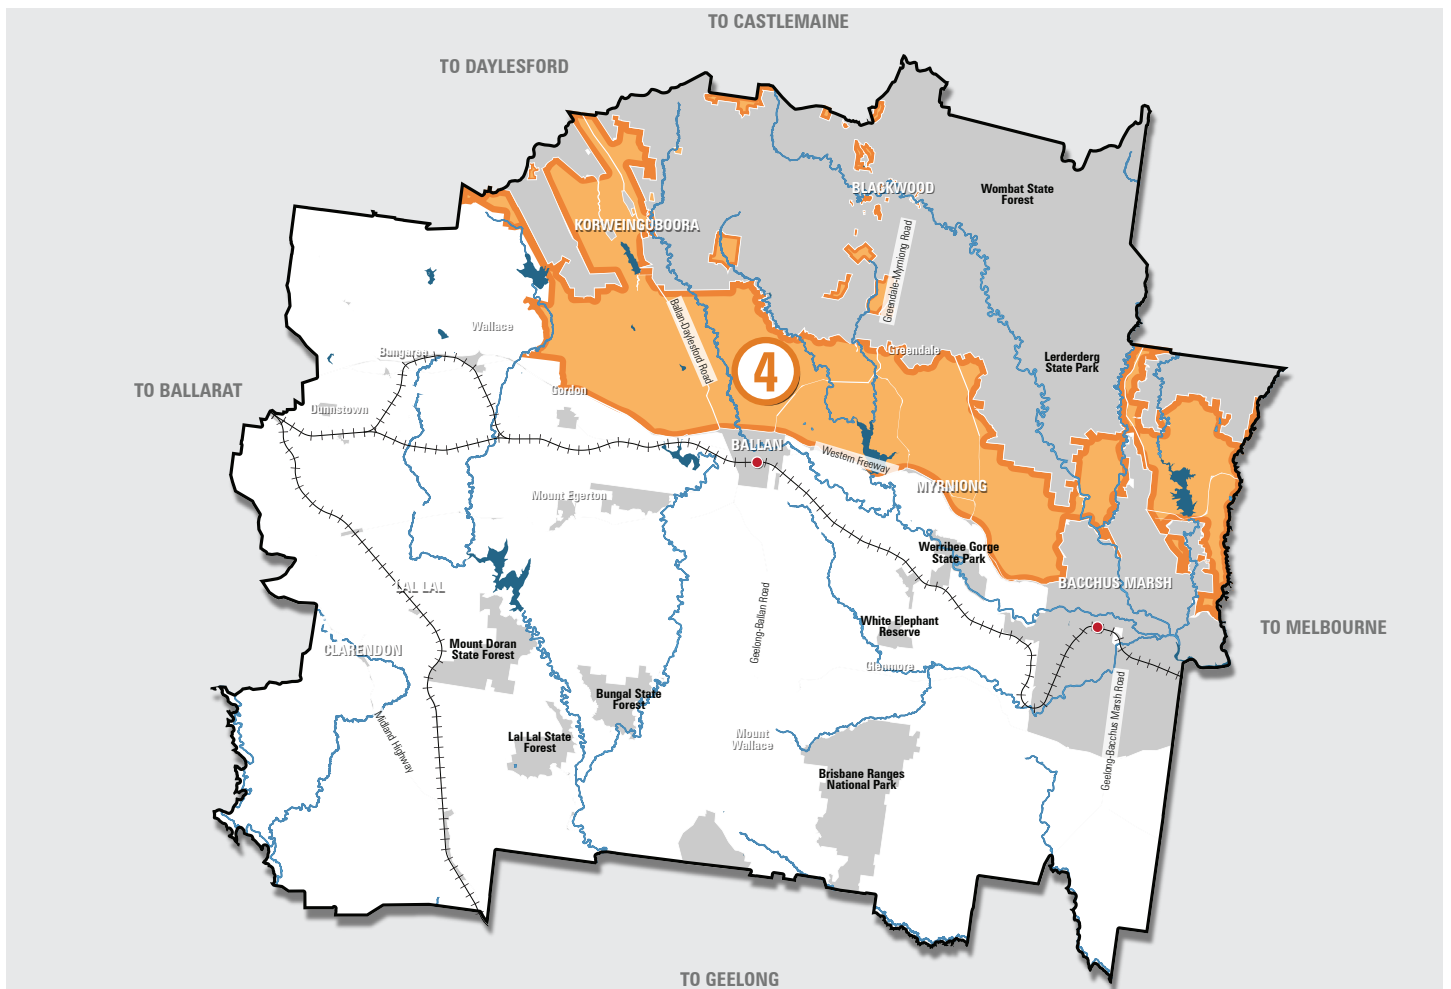 TO CASTLEMAINE
TO DAYLESFORD
BLACKWOOD
Wombat State
Forest
KORWEINGUBOORA
Greendale-Myrniong Road
Ballan-Daylesford Road
Wallace
Bungaree
Greendale
Lerderderg
State Park
4
TO BALLARAT
Gordon
Dunnstown
BALLAN
Western Freeway
MYRNIONG
Mount Egerton
Werribee Gorge
State Park
LAL LAL
BACCHUS MARSH
Geelong-Ballan Road
White Elephant
Reserve
TO MELBOURNE
Mount Doran
State Forest
CLARENDON
Glenmore
Bungal State
Forest
Geelong-Bacchus Marsh Road
Midland Highway
Lal Lal State
Forest
Mount
Wallace
Brisbane Ranges
National Park
TO GEELONG